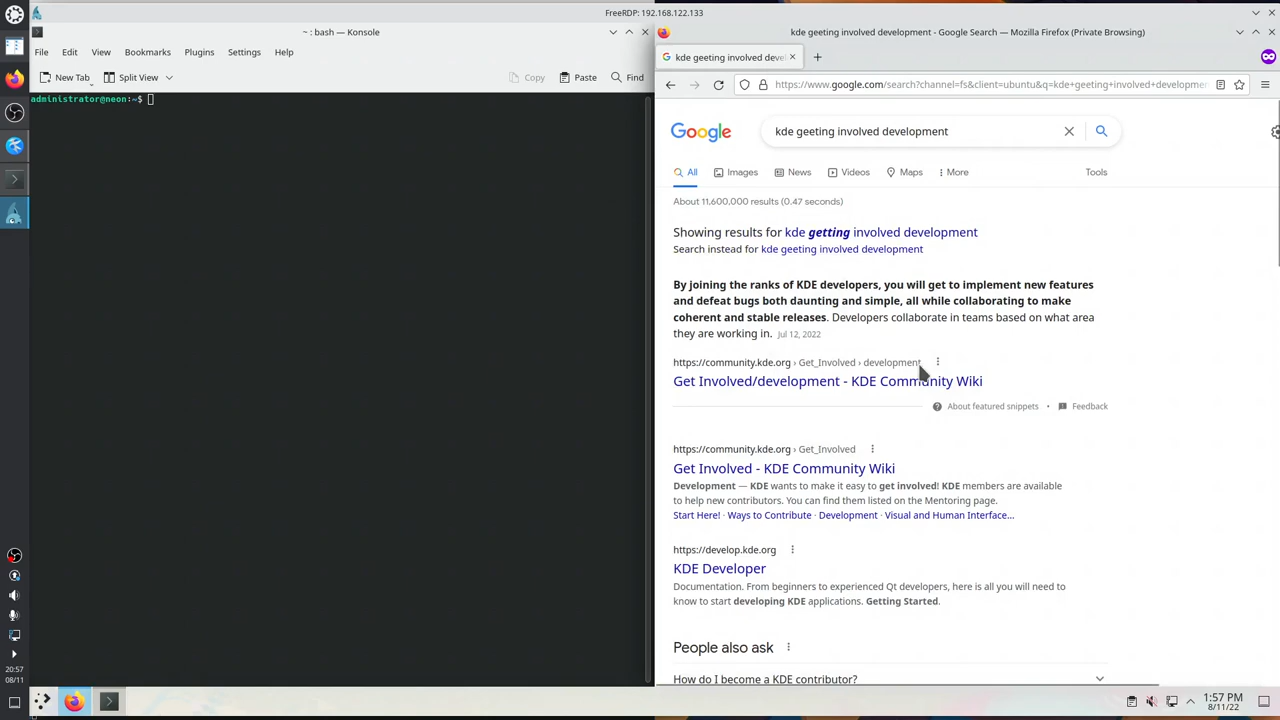 FreeRDP: 192.168.122.133
~ : bash — Konsole
File Edit View Bookmarks Plugins Settings Help
New Tab Split View Copy Paste Find
administrator@neon:~$
kde geeting involved development - Google Search — Mozilla Firefox (Private Browsing)
kde geeting involved deve
https://www.google.com/search?channel=fs&client=ubuntu&q=kde+geeting+involved+developme
Google
kde geeting involved development
All Images News Videos Maps More Tools
About 11,600,000 results (0.47 seconds)
Showing results for kde getting involved development
Search instead for kde geeting involved development
By joining the ranks of KDE developers, you will get to implement new features
and defeat bugs both daunting and simple, all while collaborating to make
coherent and stable releases. Developers collaborate in teams based on what area
they are working in. Jul 12, 2022
https://community.kde.org › Get_Involved › development
Get Involved/development - KDE Community Wiki
About featured snippets • Feedback
https://community.kde.org › Get_Involved
Get Involved - KDE Community Wiki
Development — KDE wants to make it easy to get involved! KDE members are available
to help new contributors. You can find them listed on the Mentoring page.
Start Here! · Ways to Contribute · Development · Visual and Human Interface...
https://develop.kde.org
KDE Developer
Documentation. From beginners to experienced Qt developers, here is all you will need to
know to start developing KDE applications. Getting Started.
People also ask
How do I become a KDE contributor?
20:57
08/11
1:57 PM
8/11/22